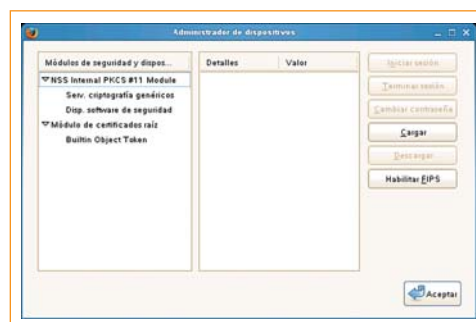 Administrador de dispositivos
Módulos de seguridad y dispos...
Detalles
Valor
NSS Internal PKCS #11 Module
Serv. criptografía genéricos
Disp. software de seguridad
Módulo de certificados raíz
Builtin Object Token
Iniciar sesión
Terminar sesión
Cambiar contraseña
Cargar
Descargar
Habilitar FIPS
Aceptar